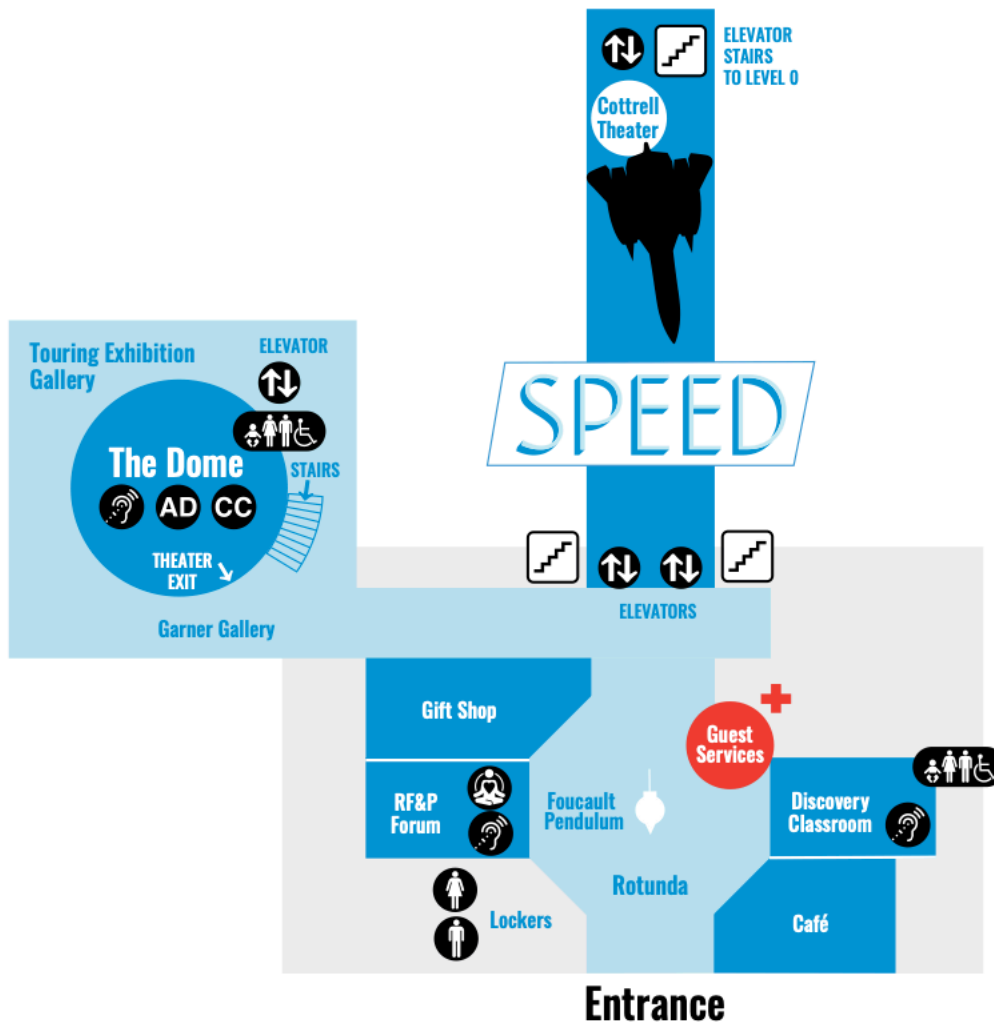 ELEVATOR
STAIRS
TO LEVEL 0
Cottrell
Theater
SPEED
Touring Exhibition
Gallery
ELEVATOR
The Dome
STAIRS
AD
CC
THEATER
EXIT
Garner Gallery
ELEVATORS
Gift Shop
Guest
Services
RF&P
Forum
Foucault
Pendulum
Discovery
Classroom
Rotunda
Lockers
Café
Entrance